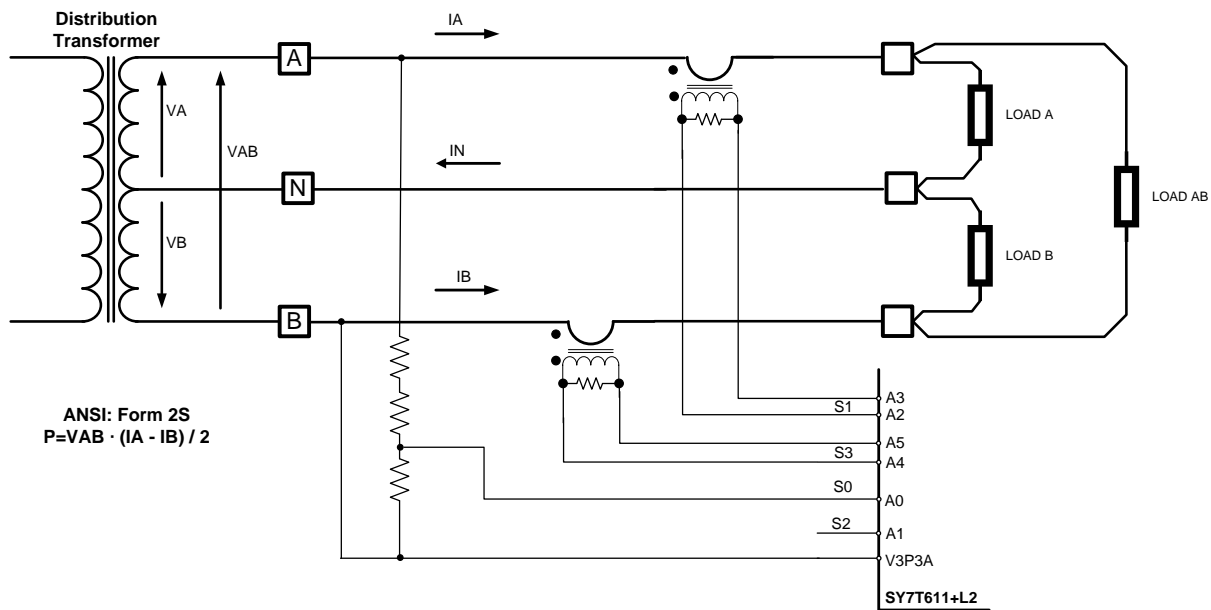 Distribution
Transformer
IA
A
VA
VAB
LOAD A
IN
N
LOAD AB
VB
LOAD B
IB
B
ANSI: Form 2S
P=VAB · (IA - IB) / 2
A3
S1
A2
A5
S3
A4
S0
A0
S2
A1
V3P3A
SY7T611+L2